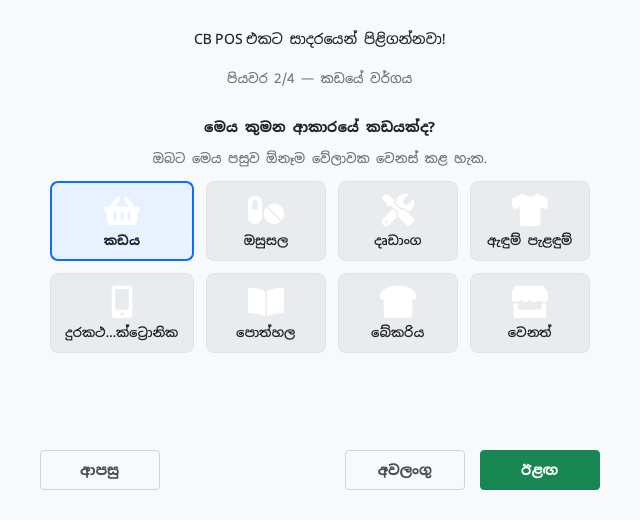 CB POS එකට සාදරයෙන් පිළිගන්නවා!
පියවර 2/4 — කඩයේ වර්ගය
මෙය කුමන ආකාරයේ කඩයක්ද?
ඔබට මෙය පසුව ඕනෑම වේලාවක වෙනස් කළ හැක.
කඩය ඔසුසල දෘඩාංග ඇඳුම් පැළඳුම්
දුරකථ...ක්ට්‍රොනික පොත්හල බේකරිය වෙනත්
ආපසු අවලංගු ඊළඟ